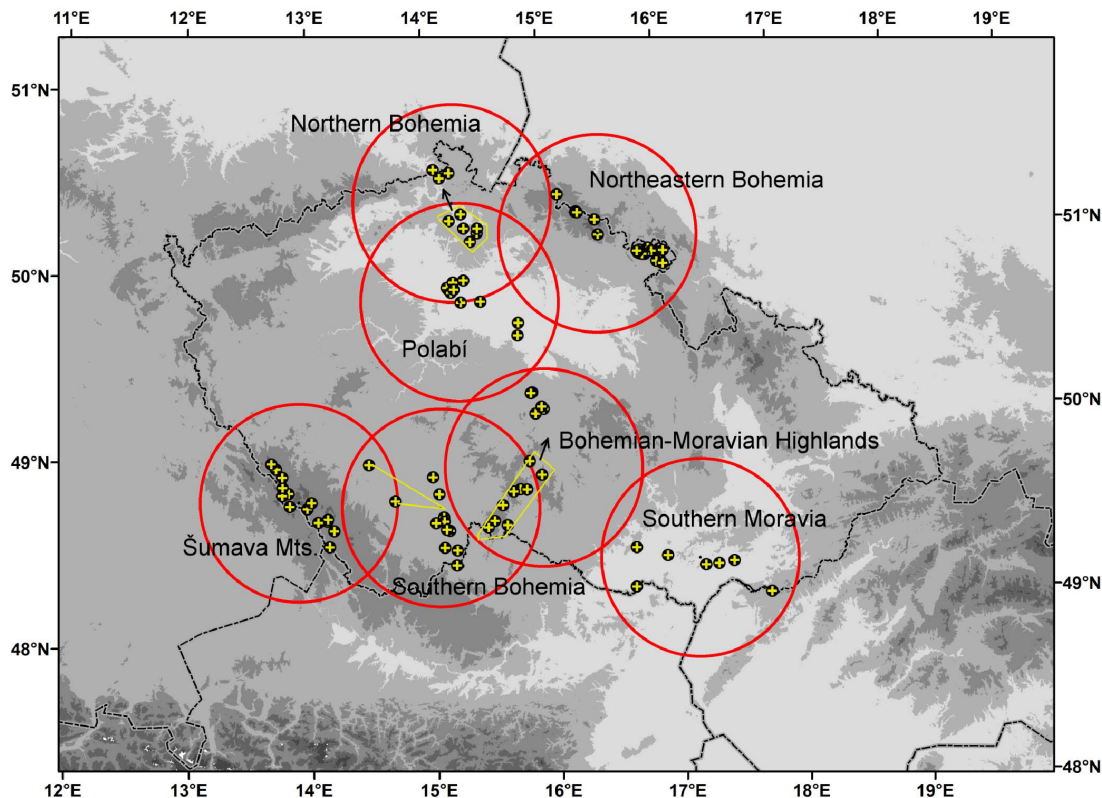 11°E 12°E 13°E 14°E 15°E 16°E 17°E 18°E 19°E
51°N
Northern Bohemia
Northeastern Bohemia
51°N
50°N
Polabí
50°N
Bohemian-Moravian Highlands
49°N
Southern Moravia
Šumava Mts.
Southern Bohemia
49°N
48°N
48°N
12°E 13°E 14°E 15°E 16°E 17°E 18°E 19°E